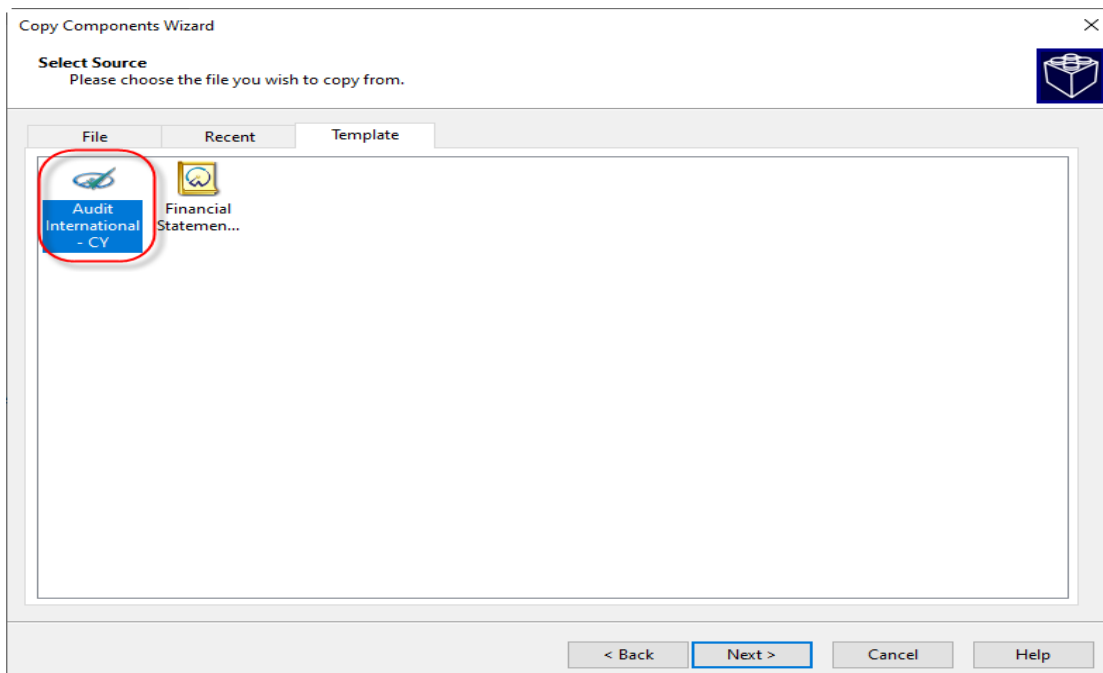 Copy Components Wizard
Select Source
Please choose the file you wish to copy from.
File
Recent
Template
Audit
International
- CY
Financial
Statemen...
< Back
Next >
Cancel
Help